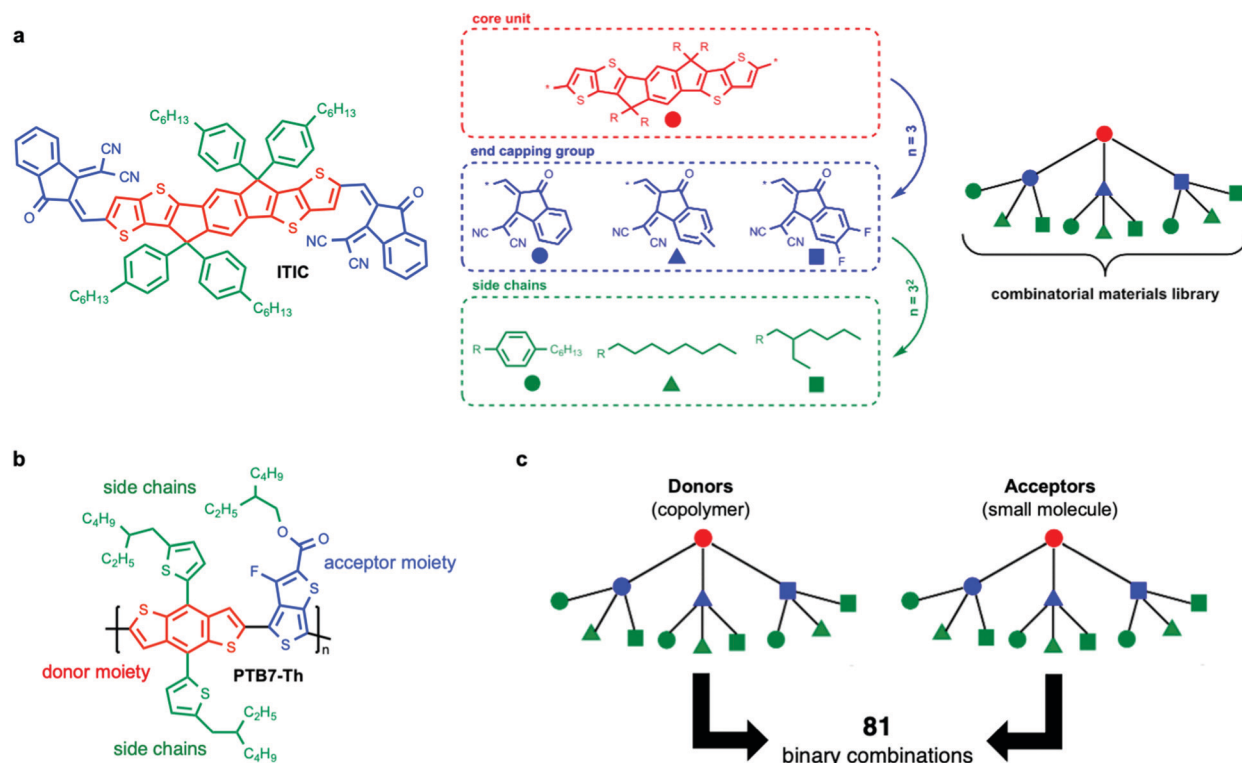 a
C6H13
C6H13
CN
CN
O
S
S
S
S
O
NC
CN
C6H13
C6H13
ITIC
core unit
R
R
S
S
*
*
S
S
R
R
n = 3
end capping group
*
O
NC
CN
*
O
NC
CN
*
O
NC
CN
F
F
n = 3²
side chains
R
C6H13
R
R
combinatorial materials library
b
side chains
C4H9
C2H5
C4H9
C2H5
S
O
O
F
acceptor moiety
S
S
S
S
n
donor moiety
PTB7-Th
S
C2H5
C4H9
side chains
c
Donors
(copolymer)
Acceptors
(small molecule)
81
binary combinations